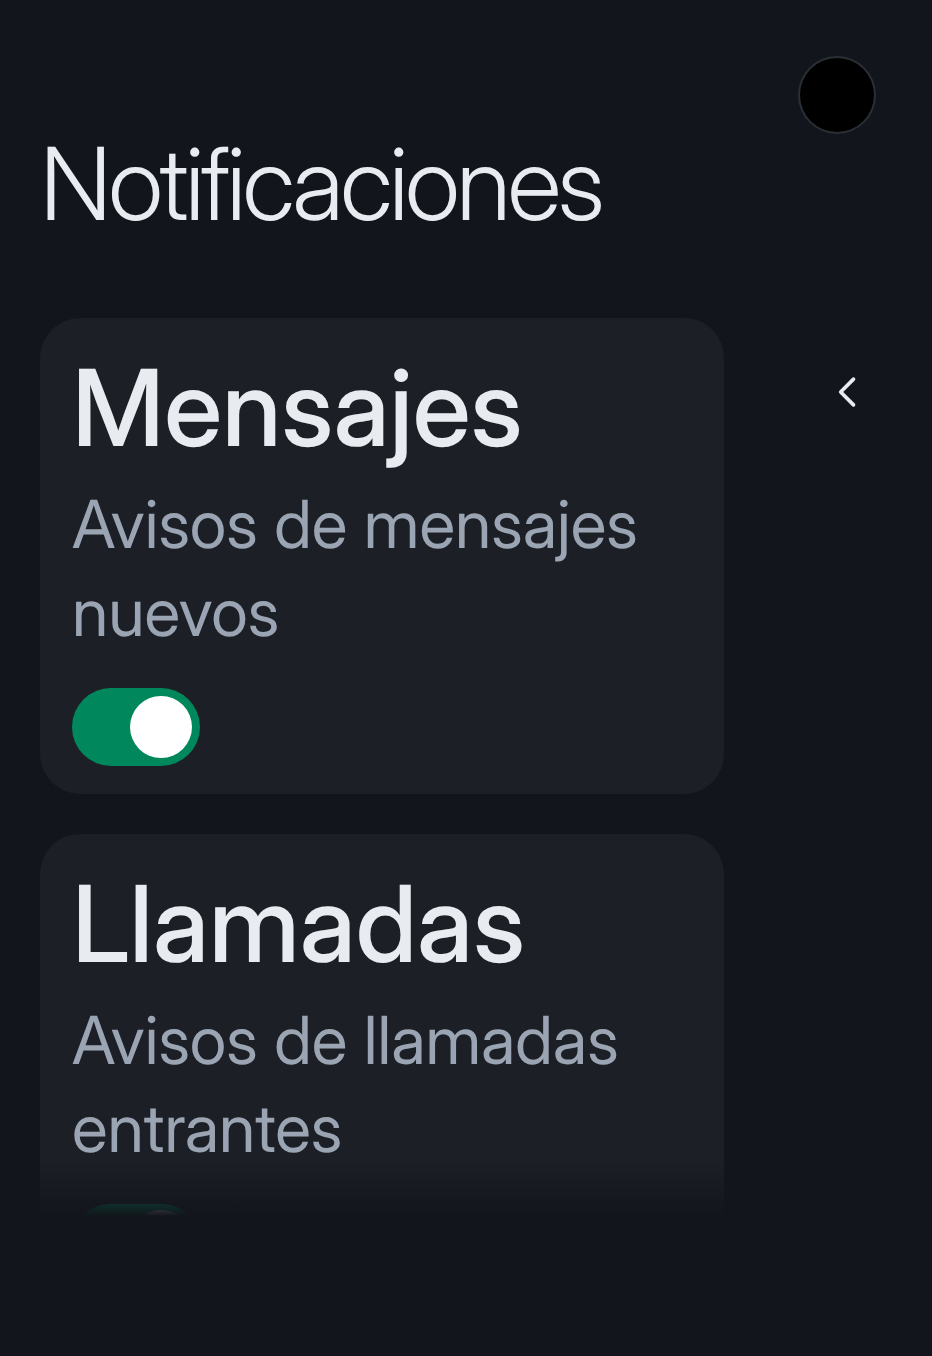 Notificaciones
Mensajes
Avisos de mensajes
nuevos
Llamadas
Avisos de llamadas
entrantes